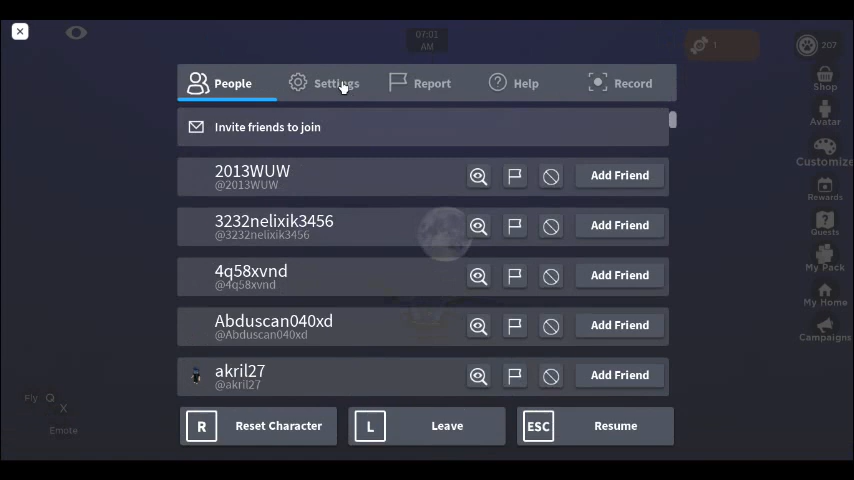 07:01
AM
1
207
People
Settings
Report
Help
Record
Shop
Avatar
Customize
Rewards
Quests
My Pack
My Home
Campaigns
Invite friends to join
2013WUW
@2013WUW
Add Friend
3232nelixik3456
@3232nelixik3456
Add Friend
4q58xvnd
@4q58xvnd
Add Friend
Abduscan040xd
@Abduscan040xd
Add Friend
akril27
@akril27
Add Friend
Fly Q
X
Emote
R Reset Character
L Leave
ESC Resume